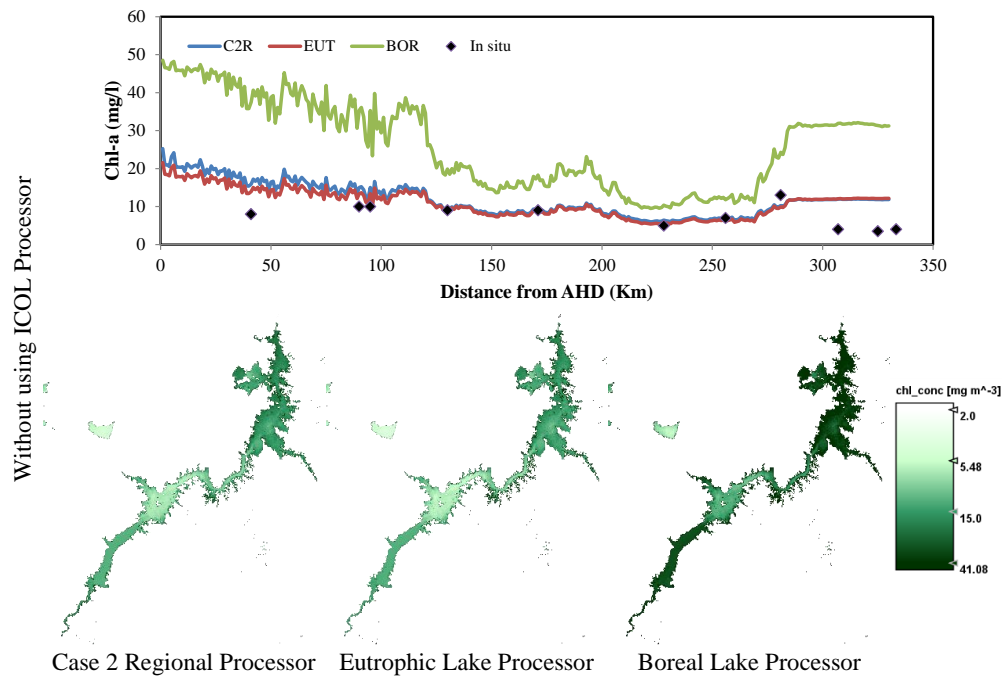 60
50
40
30
20
10
0
C2R EUT BOR In situ
Chl-a (mg/l)
0 50 100 150 200 250 300 350
Distance from AHD (Km)
Without using ICOL Processor
chl_conc [mg m^-3]
2.0
5.48
15.0
41.08
Case 2 Regional Processor Eutrophic Lake Processor Boreal Lake Processor